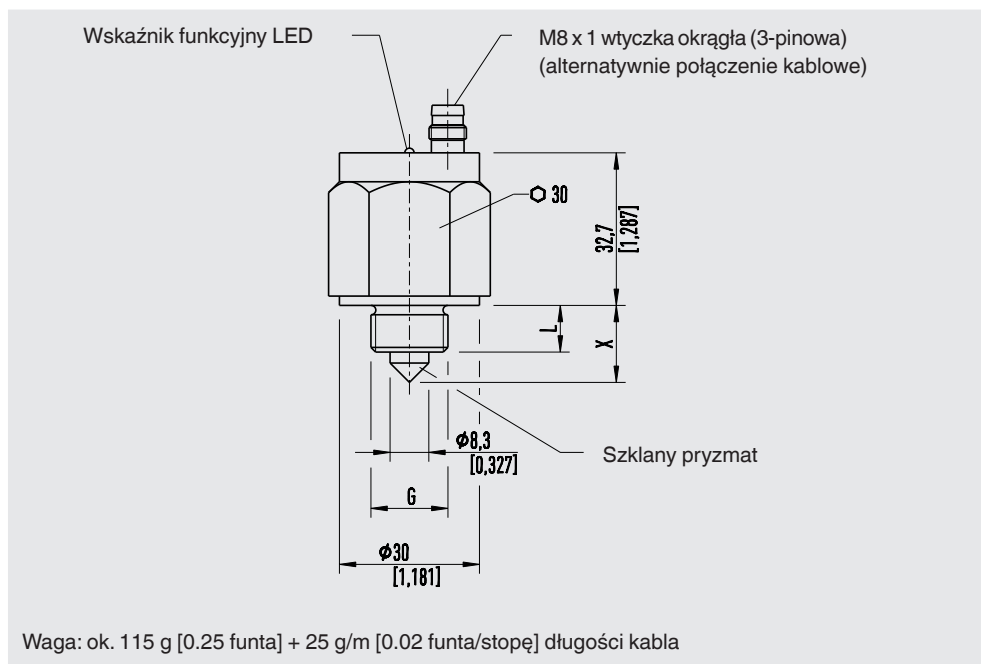 Wskaźnik funkcyjny LED
M8 x 1 wtyczka okrągła (3-pinowa)
(alternatywnie połączenie kablowe)
30
32,7
[1,287]
L
X
Szklany pryzmat
ϕ8,3
[0,327]
G
ϕ30
[1,181]
Waga: ok. 115 g [0.25 funta] + 25 g/m [0.02 funta/stopę] długości kabla